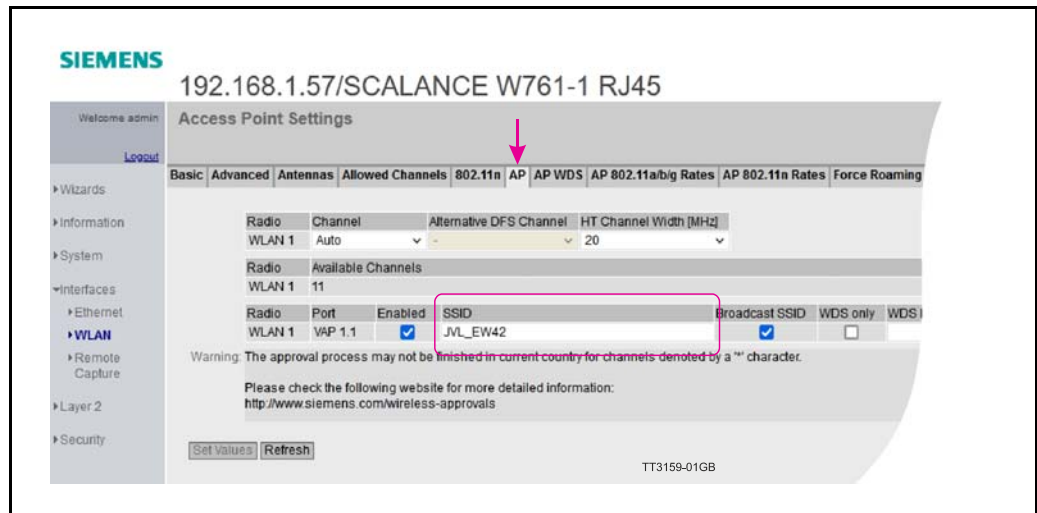 SIEMENS
192.168.1.57/SCALANCE W761-1 RJ45
Welcome admin
Logout
Access Point Settings
Basic Advanced Antennas Allowed Channels 802.11n AP AP WDS AP 802.11a/b/g Rates AP 802.11n Rates Force Roaming
Wizards
Information
System
Interfaces
Ethernet
WLAN
Remote
Capture
Layer 2
Security
Radio Channel Alternative DFS Channel HT Channel Width [MHz]
WLAN 1 Auto - 20
Radio Available Channels
WLAN 1 11
Radio Port Enabled SSID Broadcast SSID WDS only WDS
WLAN 1 VAP 1.1 JVL_EW42
Warning: The approval process may not be finished in current country for channels denoted by a "*" character.
Please check the following website for more detailed information:
http://www.siemens.com/wireless-approvals
Set Values Refresh
TT3159-01GB